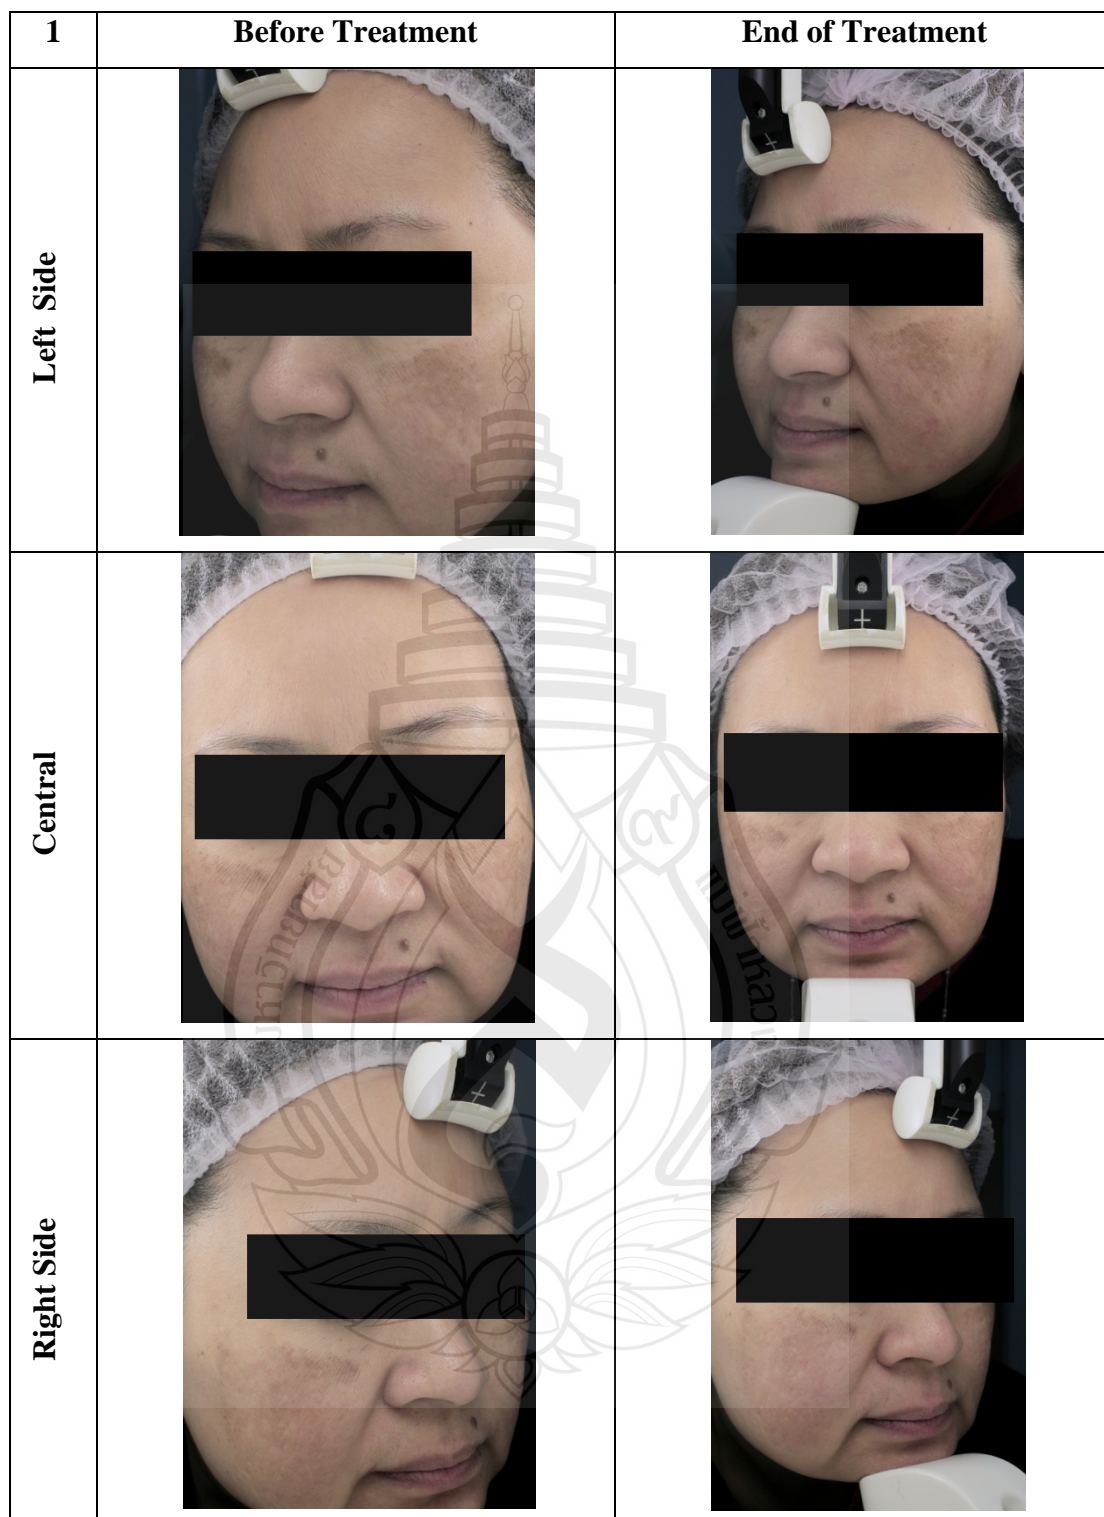 1
Before Treatment
End of Treatment
Left Side
Central
Right Side